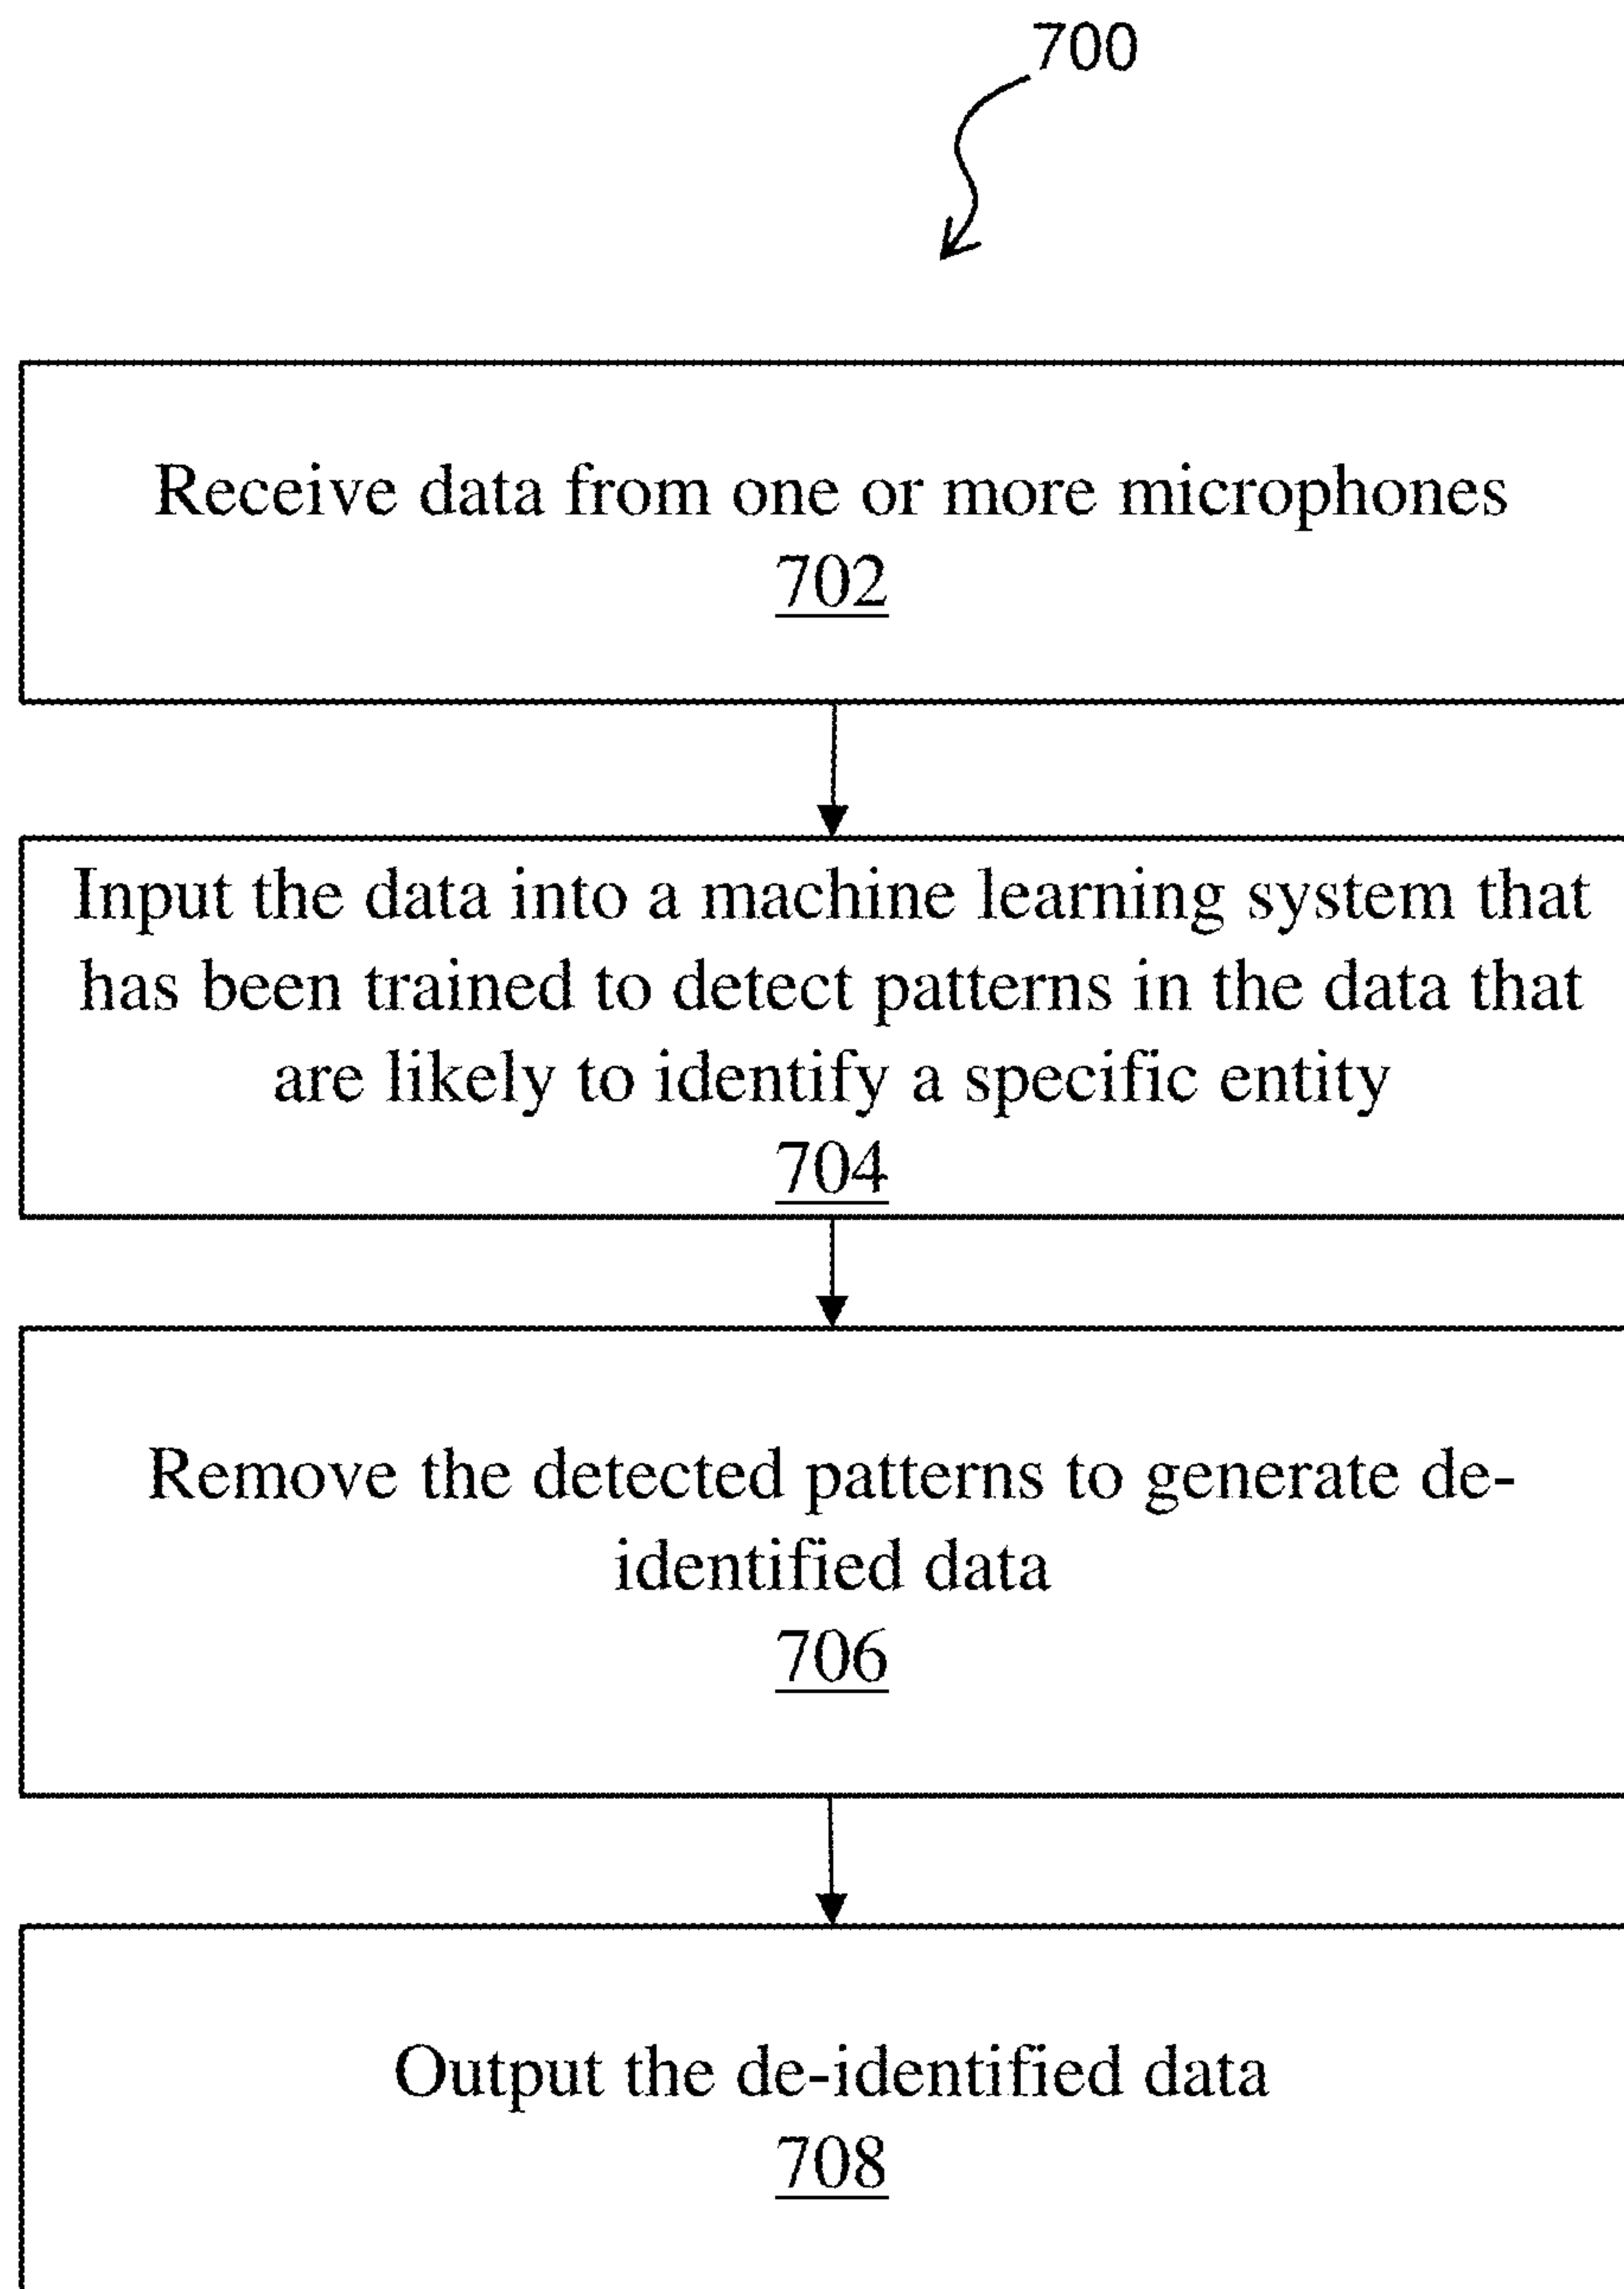 700
Receive data from one or more microphones
702
Input the data into a machine learning system that
has been trained to detect patterns in the data that
are likely to identify a specific entity
704
Remove the detected patterns to generate de-
identified data
706
Output the de-identified data
708